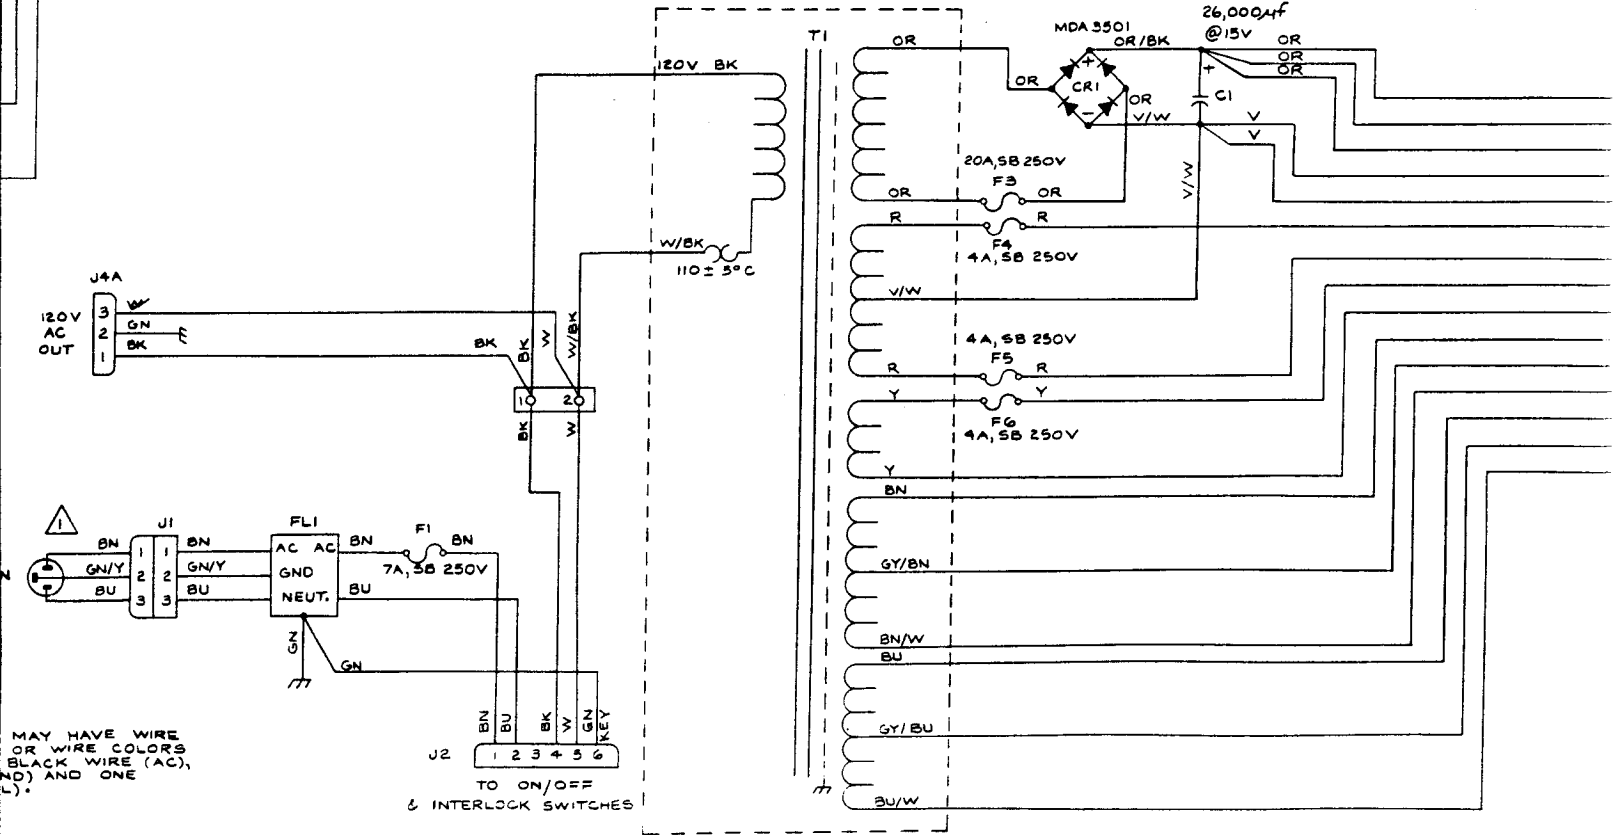 26,000µf
@15V
MDA3501
T1
OR
OR/BK
OR
OR
OR
120V BK
OR
CR1
+
-
+
C1
OR
V/W
V
V
20A, SB 250V
F3
OR
OR
V/W
R
R
F4
4A, SB 250V
W/BK
110± 5°C
J4A
V/W
120V
AC
OUT
3
2
1
W
GN
BK
BK
BK
W
W/BK
4A, SB 250V
F5
R
R
1
2
Y
Y
F6
4A, SB 250V
BK
W
Y
BN
1
J1
FL1
F1
BN
1
1
BN
AC AC
BN
BN
7A, SB 250V
N
GN/Y
2
2
GN/Y
GND
GY/BN
BU
3
3
BU
NEUT.
BU
GN
GN
BN/W
BU
BN
BU
BK
W
GN
KEY
GY/BU
MAY HAVE WIRE
OR WIRE COLORS
BLACK WIRE (AC),
ND) AND ONE
L).
J2
1 2 3 4 5 6
TO ON/OFF
& INTERLOCK SWITCHES
BU/W